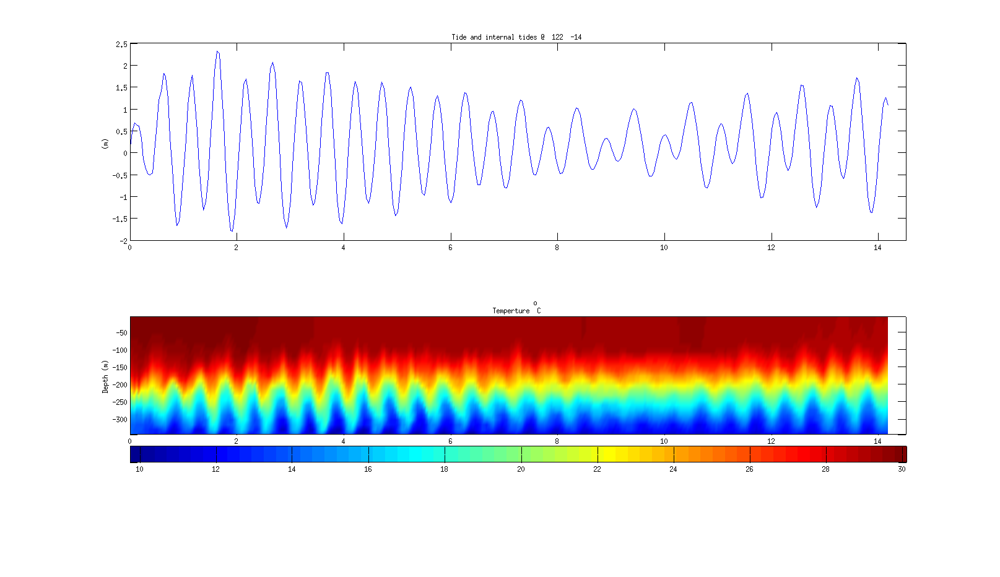 Tide and internal tides @ 122 -14
2.5
2
1.5
1
0.5
0
-0.5
-1
-1.5
-2
(m)
0 2 4 6 8 10 12 14
o
Temperture C
-50
-100
-150
-200
-250
-300
Depth (m)
0 2 4 6 8 10 12 14
10 12 14 16 18 20 22 24 26 28 30